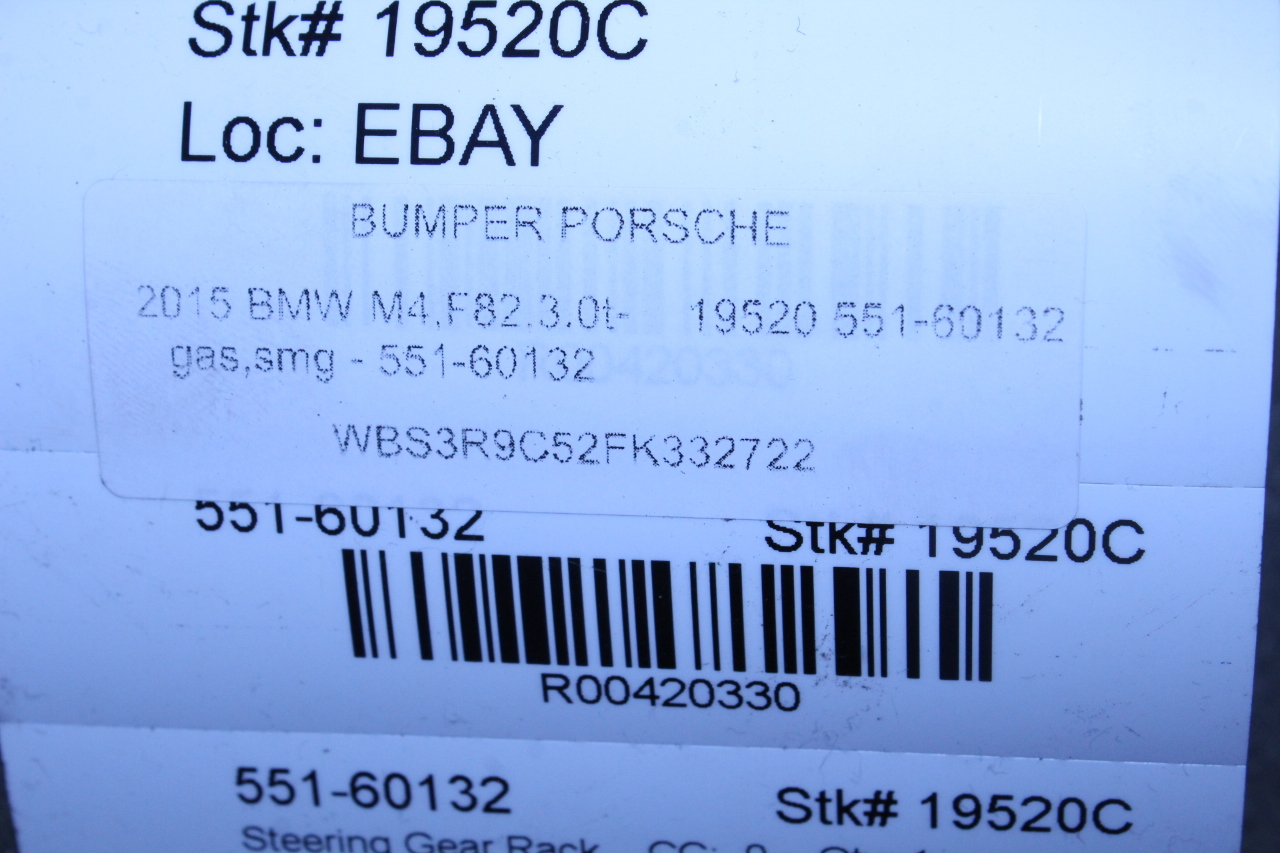 Stk# 19520C
Loc: EBAY
BUMPER PORSCHE
2015 BMW M4,F82,3.0t- 19520 551-60132
gas,smg - 551-60132
WBS3R9C52FK332722
551-60132 Stk# 19520C
R00420330
551-60132 Stk# 19520C
Steering Gear Rack CC: